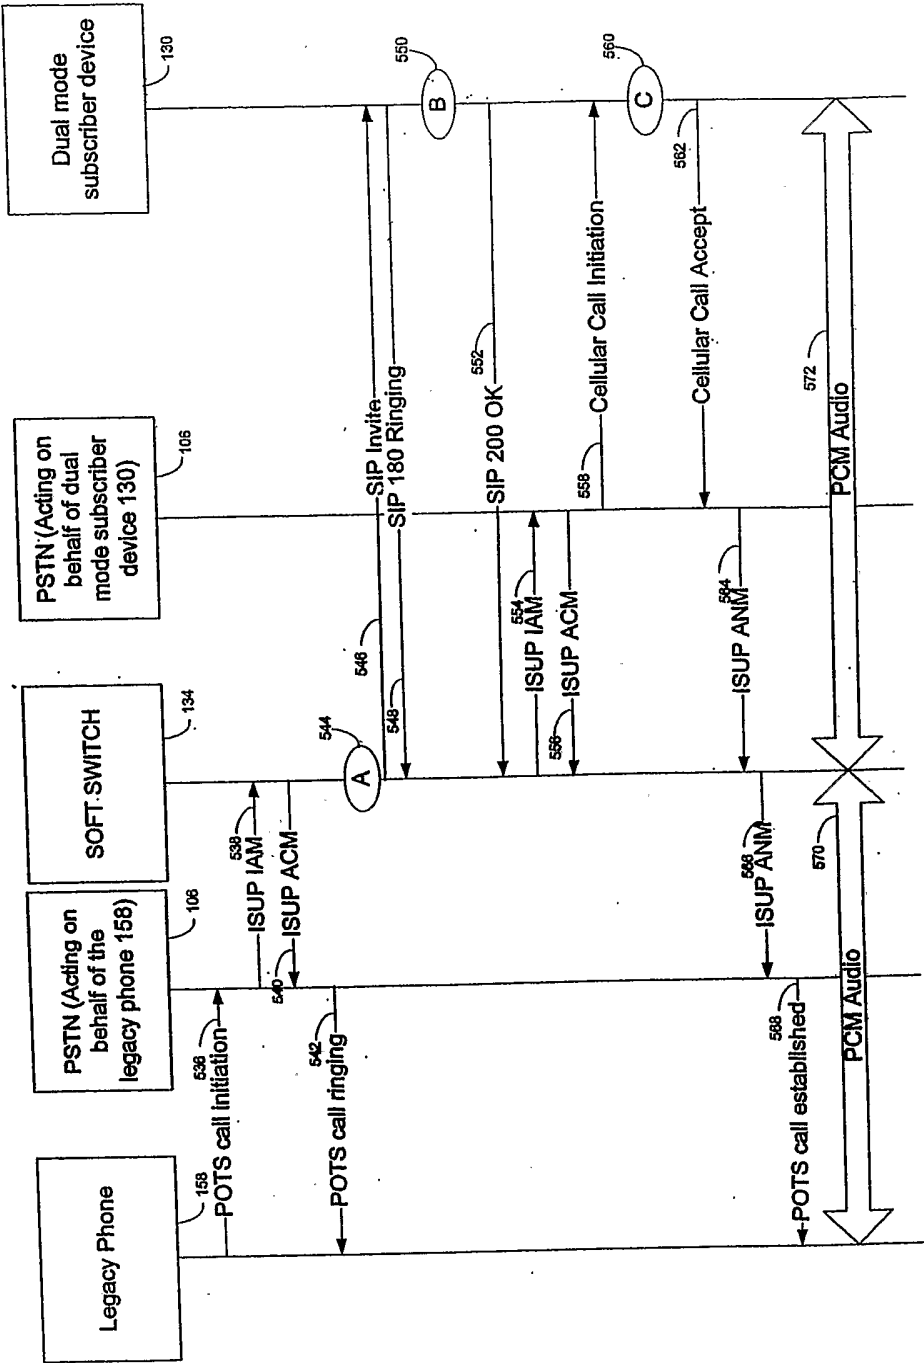 Legacy Phone
158
PSTN (Acting on
behalf of the
legacy phone 158)
106
SOFT SWITCH
134
PSTN (Acting on
behalf of dual
mode subscriber
device 130)
106
Dual mode
subscriber device
130
POTS call initiation
536
ISUP IAM
538
ISUP ACM
540
POTS call ringing
542
A
544
SIP Invite
546
SIP 180 Ringing
548
B
550
SIP 200 OK
552
ISUP IAM
554
ISUP ACM
556
Cellular Call Initiation
558
C
560
Cellular Call Accept
562
ISUP ANM
564
ISUP ANM
566
POTS call established
568
PCM Audio
570
PCM Audio
572